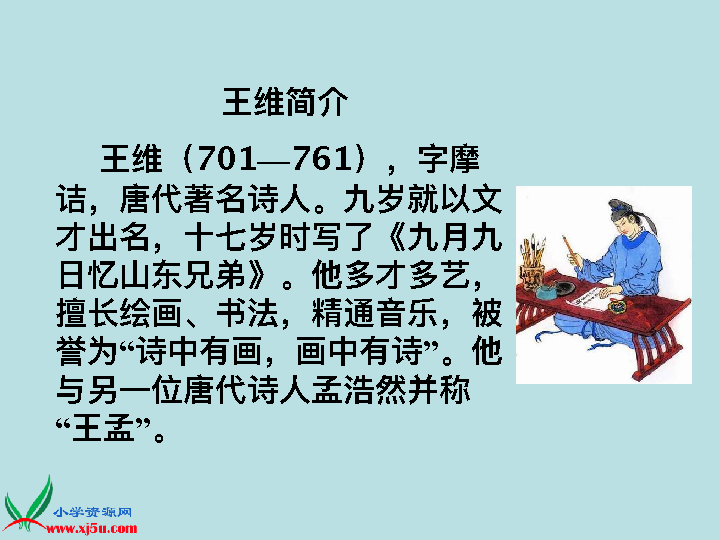 王维简介
王维（701—761），字摩
诘，唐代著名诗人。九岁就以文
才出名，十七岁时写了《九月九
日忆山东兄弟》。他多才多艺，
擅长绘画、书法，精通音乐，被
誉为“诗中有画，画中有诗”。他
与另一位唐代诗人孟浩然并称
“王孟”。
小学资源网
www.xj5u.com